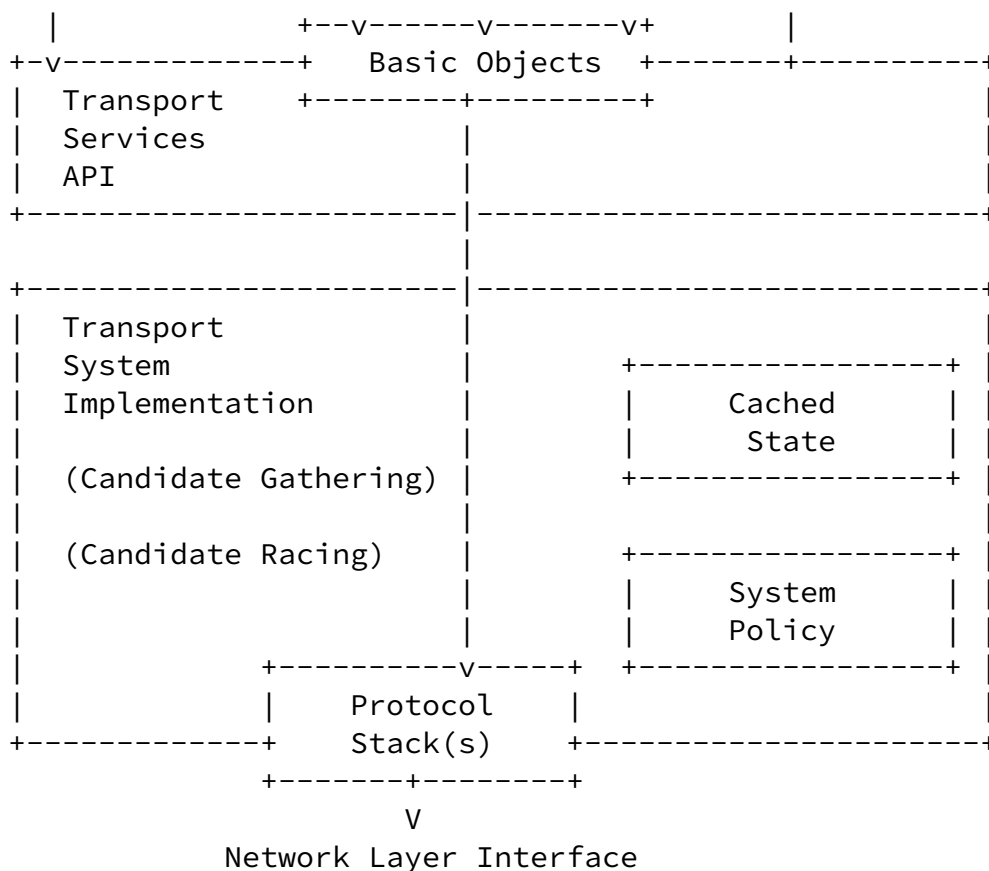 Basic Objects
Transport
Services
API
Transport
System
Implementation
Cached
State
(Candidate Gathering)
(Candidate Racing)
System
Policy
Protocol
Stack(s)
V
Network Layer Interface